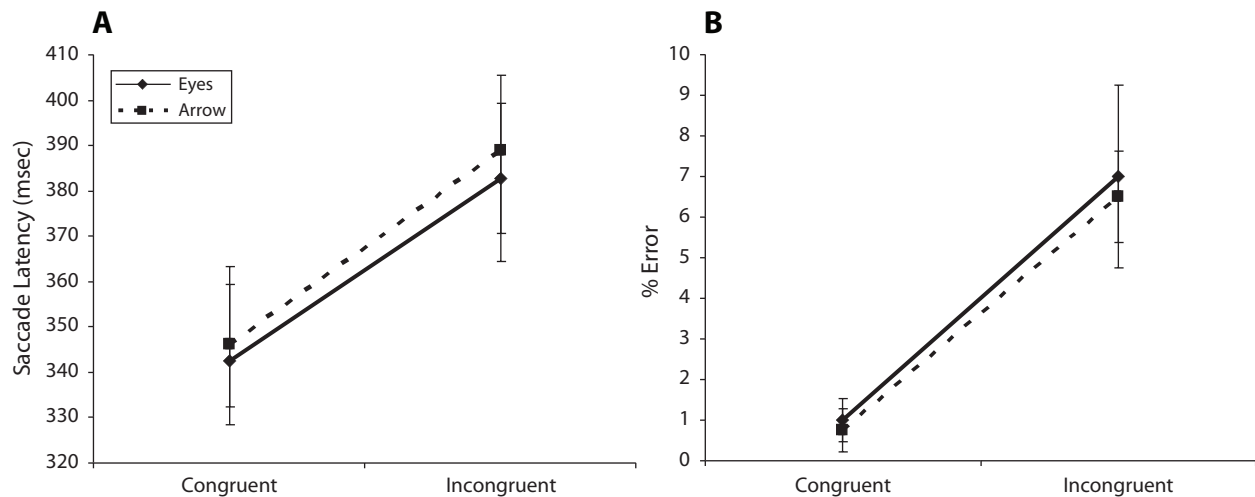 A
Saccade Latency (msec)
410
400
390
380
370
360
350
340
330
320
Eyes
Arrow
Congruent
Incongruent
B
% Error
10
9
8
7
6
5
4
3
2
1
0
Congruent
Incongruent